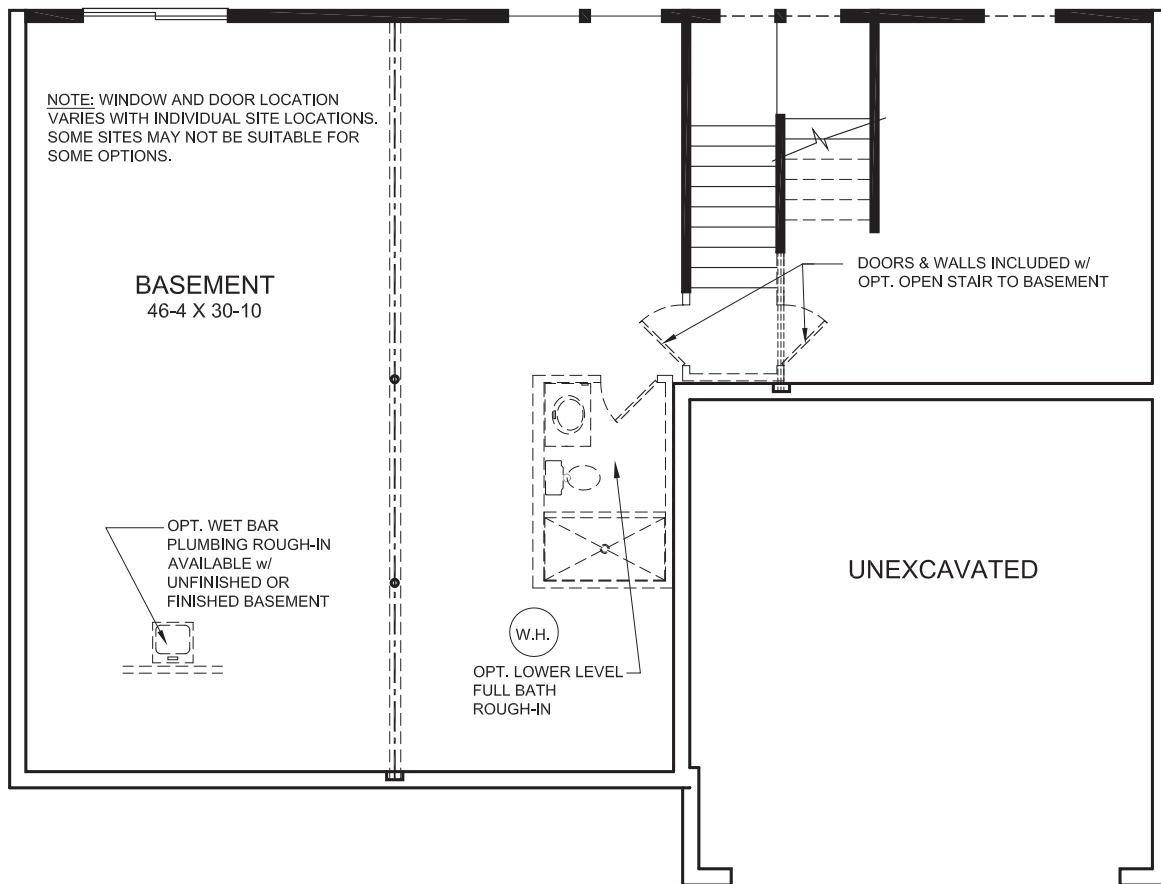 NOTE: WINDOW AND DOOR LOCATION
VARIES WITH INDIVIDUAL SITE LOCATIONS.
SOME SITES MAY NOT BE SUITABLE FOR
SOME OPTIONS.
BASEMENT
46-4 X 30-10
DOORS & WALLS INCLUDED w/
OPT. OPEN STAIR TO BASEMENT
OPT. WET BAR
PLUMBING ROUGH-IN
AVAILABLE w/
UNFINISHED OR
FINISHED BASEMENT
UNEXCAVATED
W.H.
OPT. LOWER LEVEL
FULL BATH
ROUGH-IN